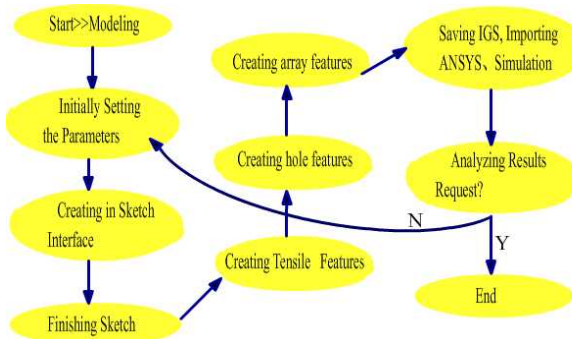 Start>>Modeling
Initially Setting
the Parameters
Creating in Sketch
Interface
Finishing Sketch
Creating Tensile Features
Creating hole features
Creating array features
Saving IGS, Importing
ANSYS、Simulation
Analyzing Results
Request?
N
Y
End